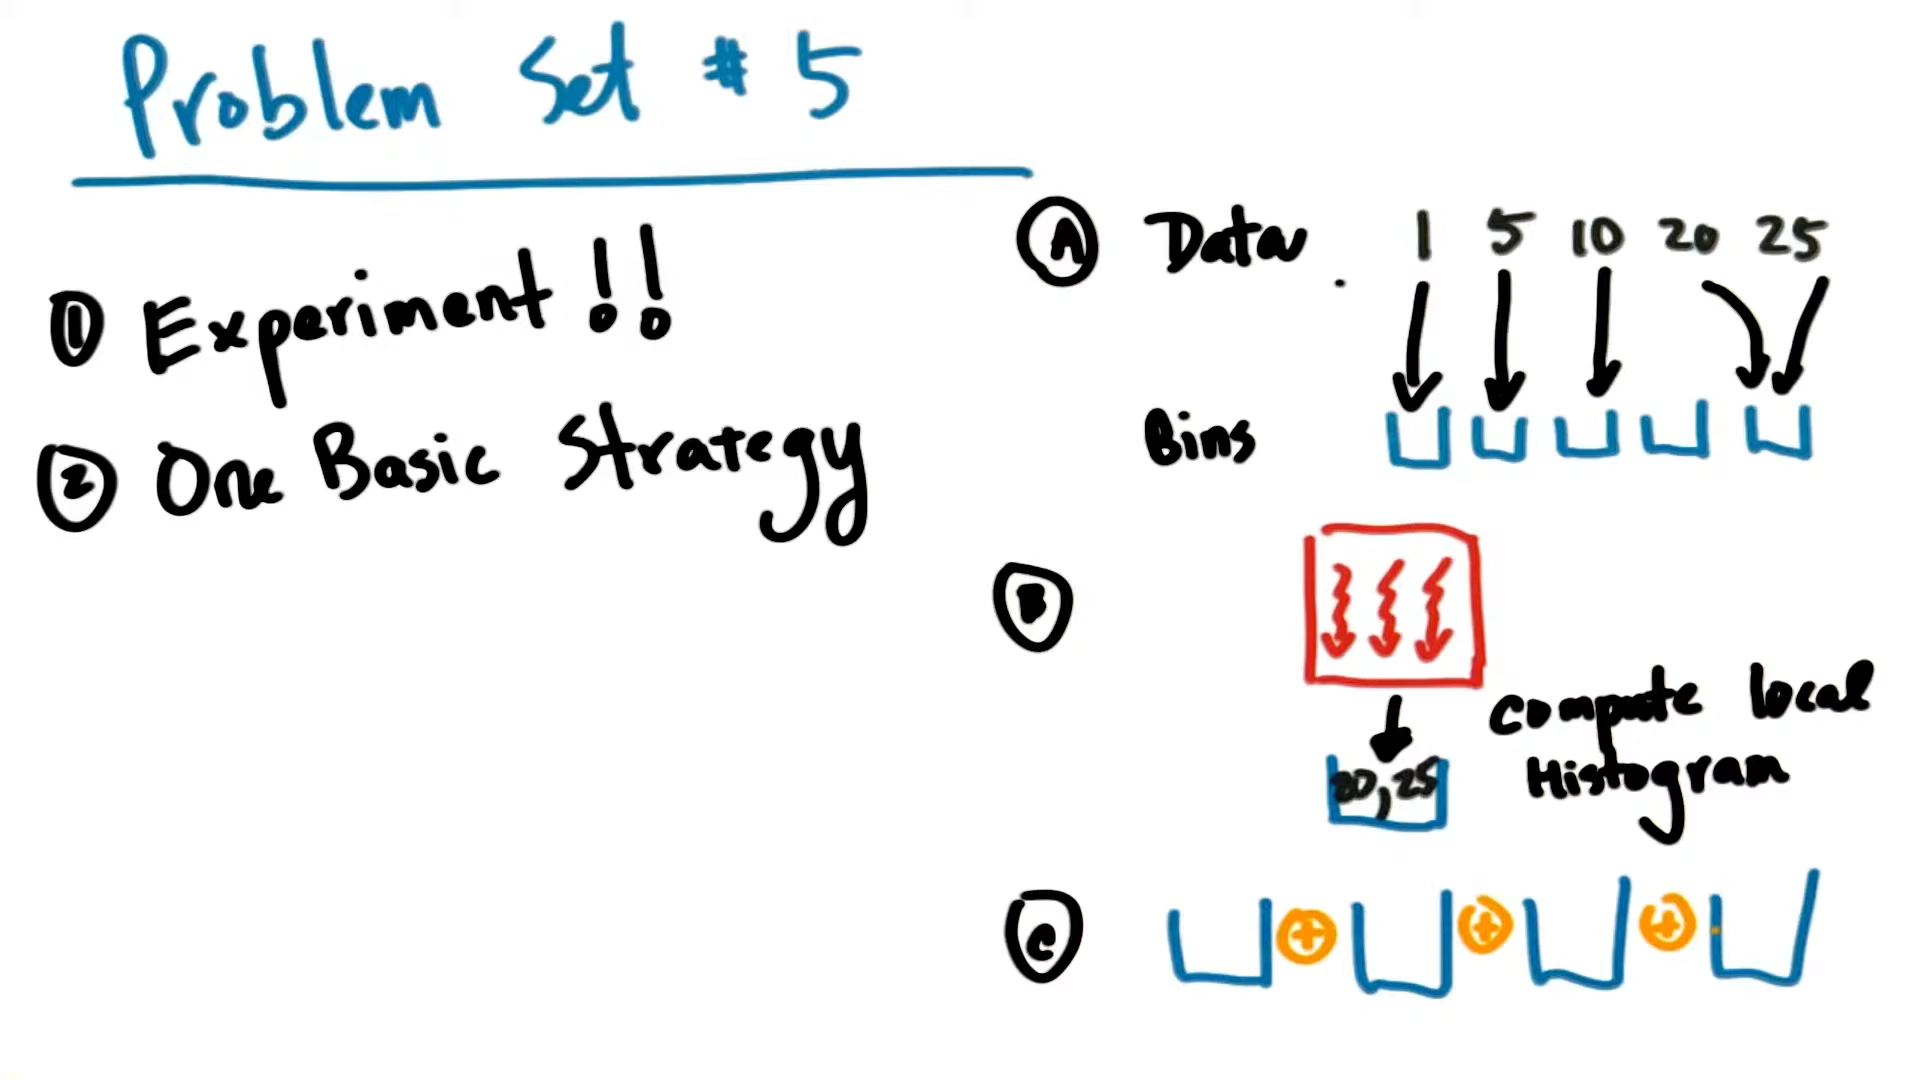 Problem Set # 5
① Experiment !!
② One Basic Strategy
Ⓐ Data 1 5 10 20 25
Bins
Ⓑ
compute local
Histogram
20,25
Ⓒ + + +